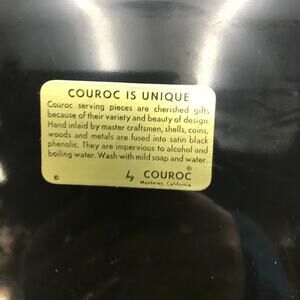 COUROC IS UNIQUE
Couroc serving pieces are cherished gifts
because of their variety and beauty of design.
Hand inlaid by master craftsmen, shells, coins,
woods and metals are fused into satin black
phenolic. They are impervious to alcohol and
boiling water. Wash with mild soap and water.
by COUROC®
© Monterey, California